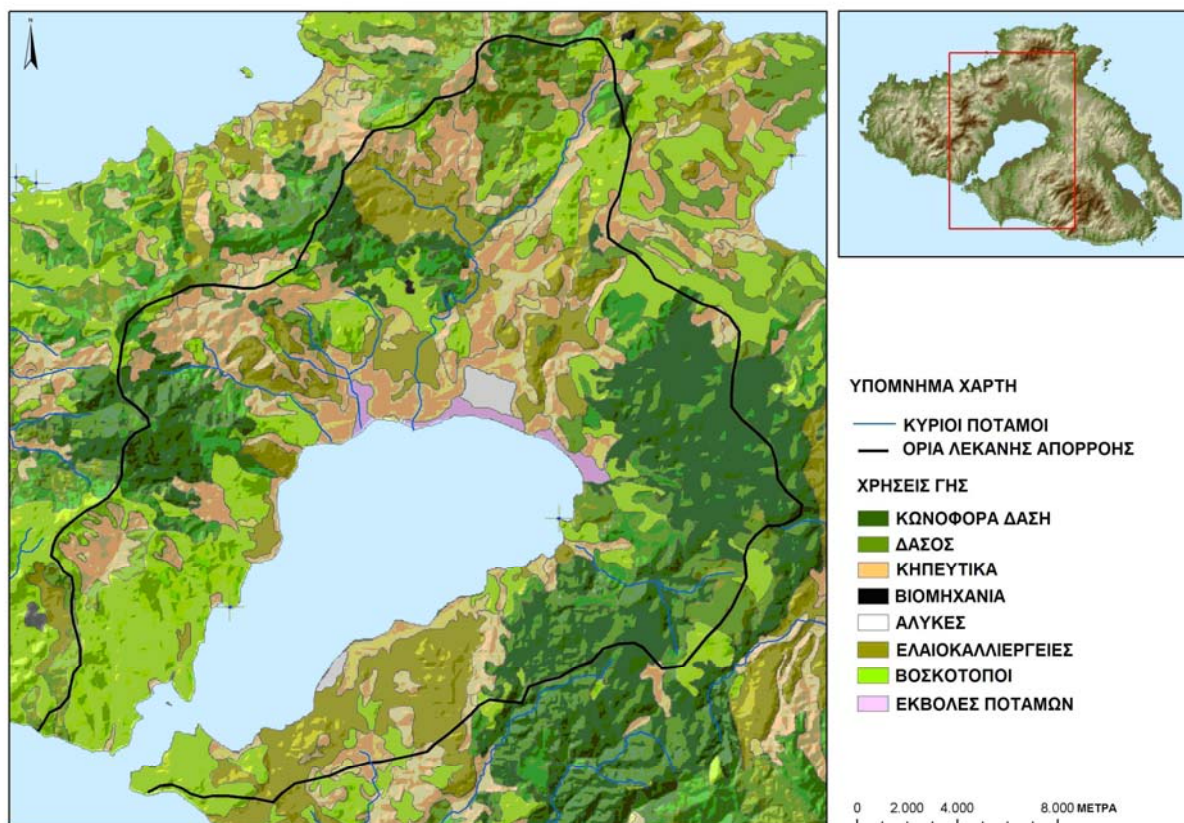 N
ΥΠΟΜΝΗΜΑ ΧΑΡΤΗ
ΚΥΡΙΟΙ ΠΟΤΑΜΟΙ
ΟΡΙΑ ΛΕΚΑΝΗΣ ΑΠΟΡΡΟΗΣ
ΧΡΗΣΕΙΣ ΓΗΣ
ΚΩΝΟΦΟΡΑ ΔΑΣΗ
ΔΑΣΟΣ
ΚΗΠΕΥΤΙΚΑ
ΒΙΟΜΗΧΑΝΙΑ
ΑΛΥΚΕΣ
ΕΛΑΙΟΚΑΛΛΙΕΡΓΕΙΕΣ
ΒΟΣΚΟΤΟΠΟΙ
ΕΚΒΟΛΕΣ ΠΟΤΑΜΩΝ
0 2.000 4.000 8.000 ΜΕΤΡΑ